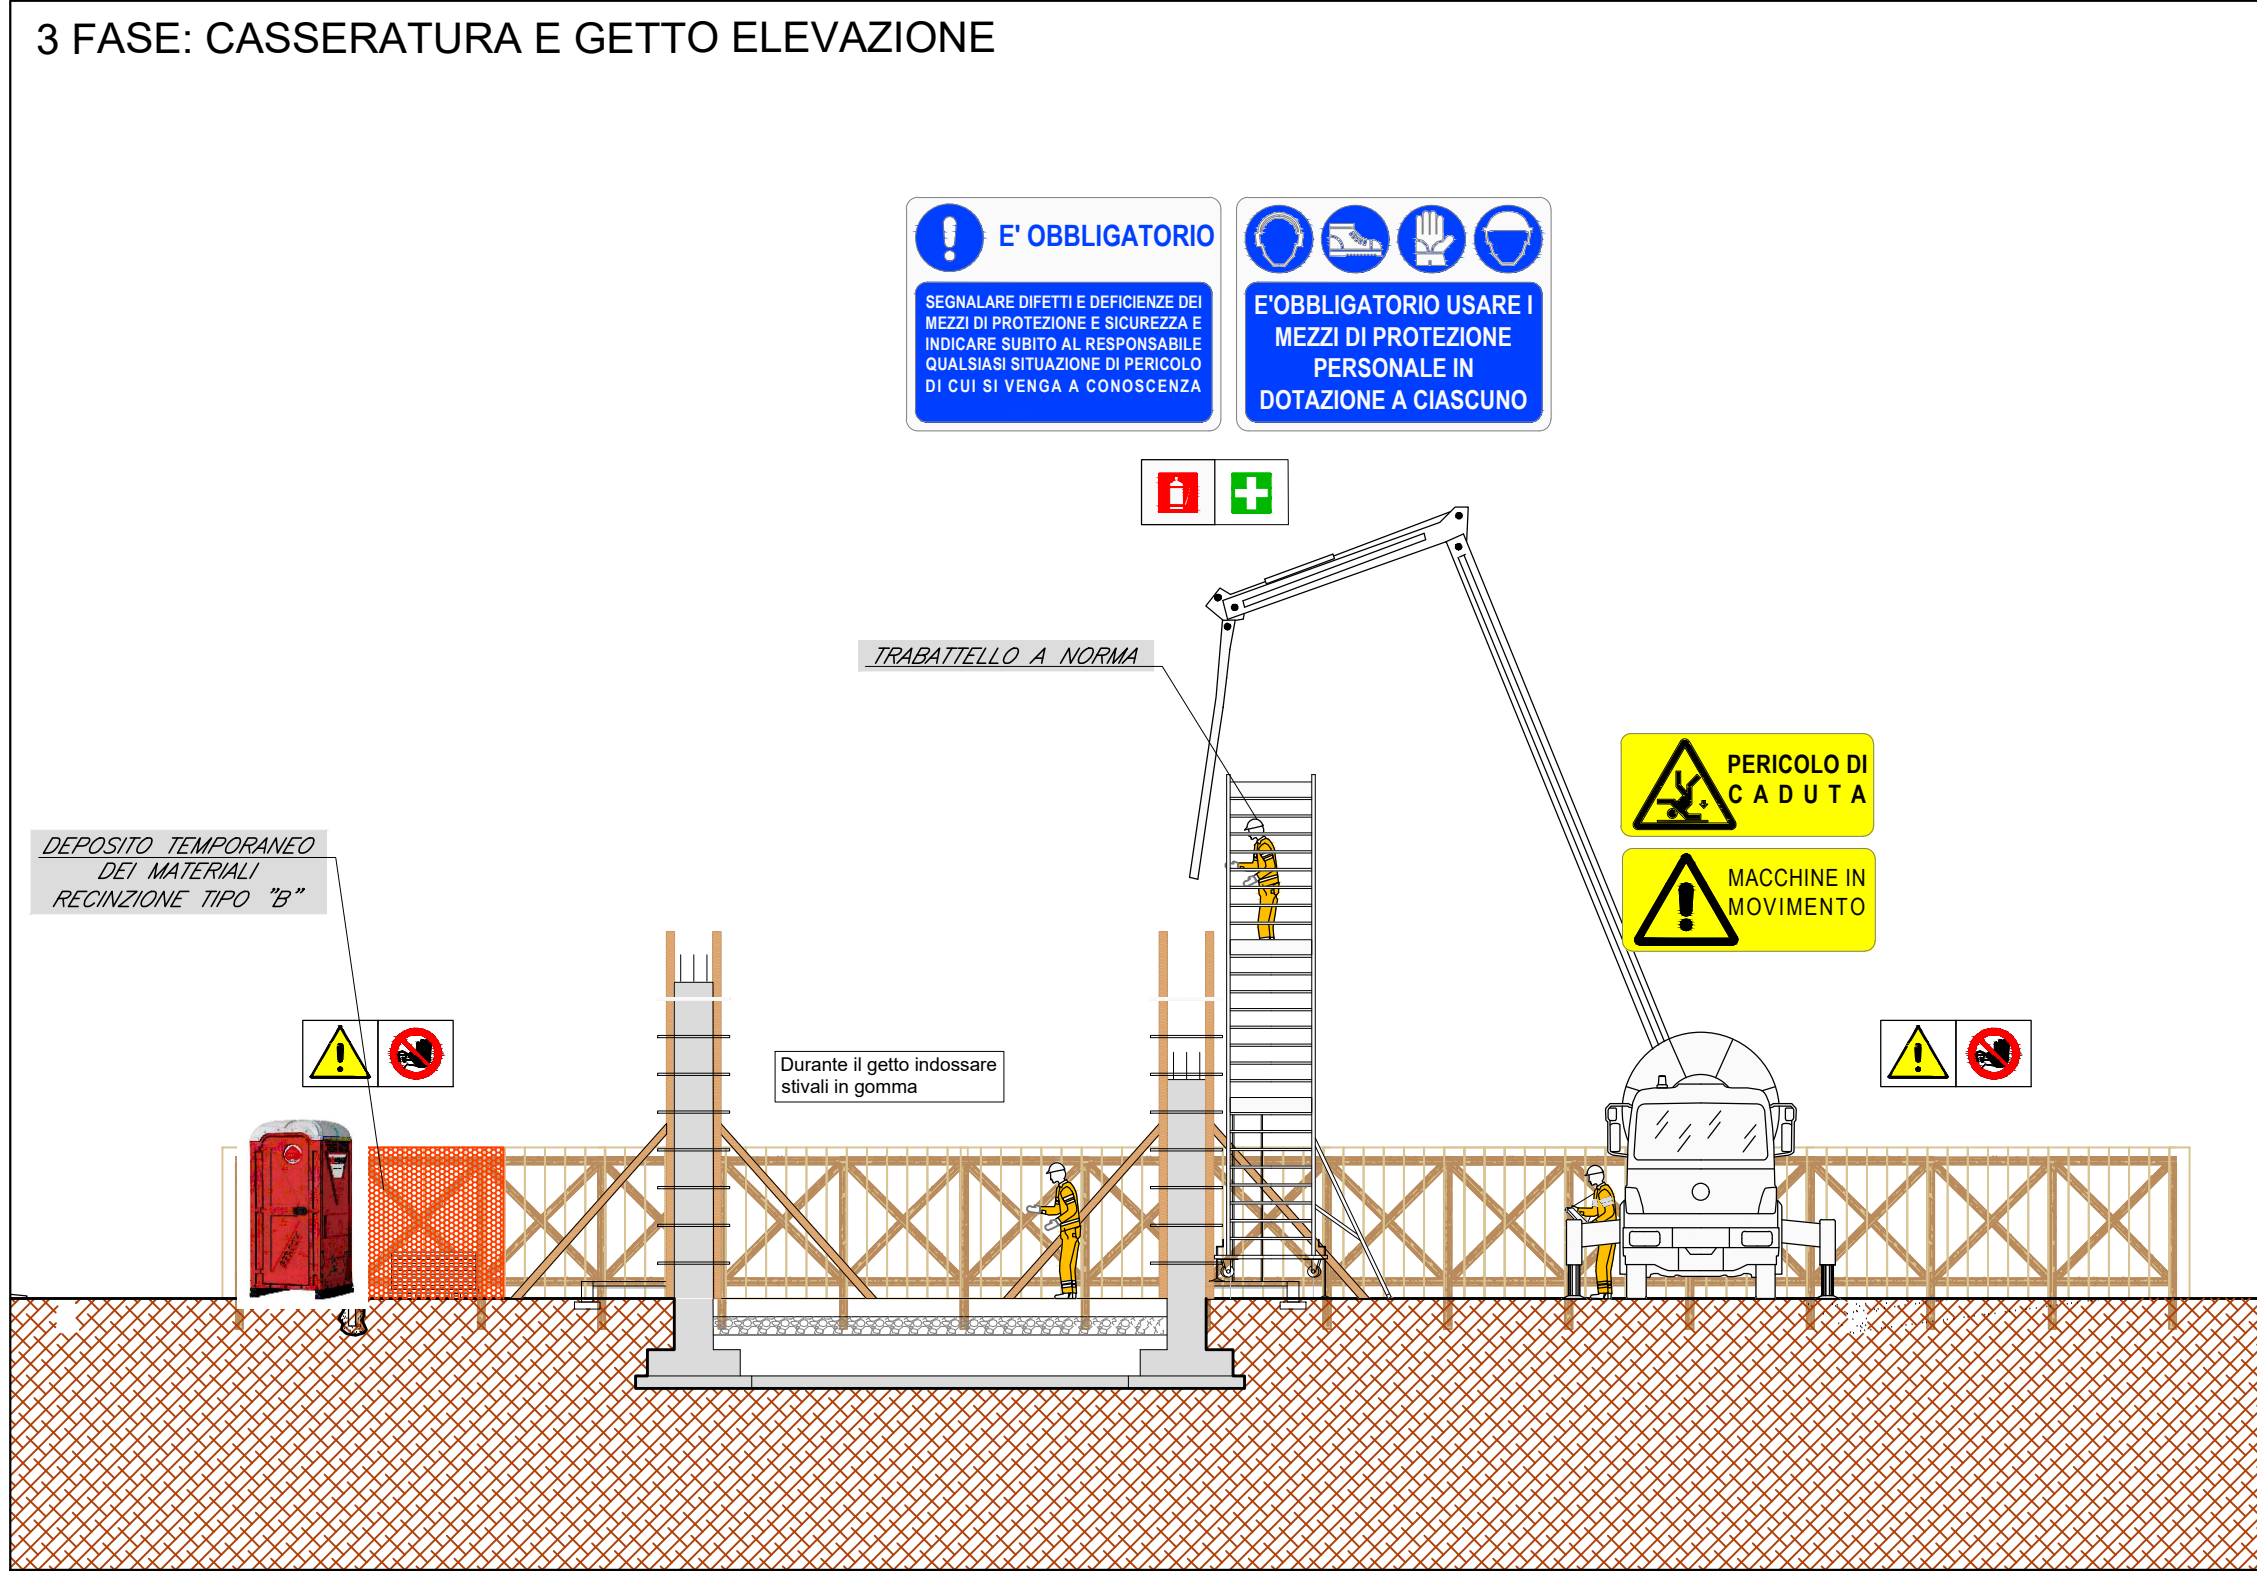 3 FASE: CASSERATURA E GETTO ELEVAZIONE
E' OBBLIGATORIO
SEGNALARE DIFETTI E DEFICIENZE DEI
MEZZI DI PROTEZIONE E SICUREZZA E
INDICARE SUBITO AL RESPONSABILE
QUALSIASI SITUAZIONE DI PERICOLO
DI CUI SI VENGA A CONOSCENZA
E'OBBLIGATORIO USARE I
MEZZI DI PROTEZIONE
PERSONALE IN
DOTAZIONE A CIASCUNO
TRABATTELLO A NORMA
PERICOLO DI
CADUTA
MACCHINE IN
MOVIMENTO
DEPOSITO TEMPORANEO
DEI MATERIALI
RECINZIONE TIPO "B"
Durante il getto indossare
stivali in gomma